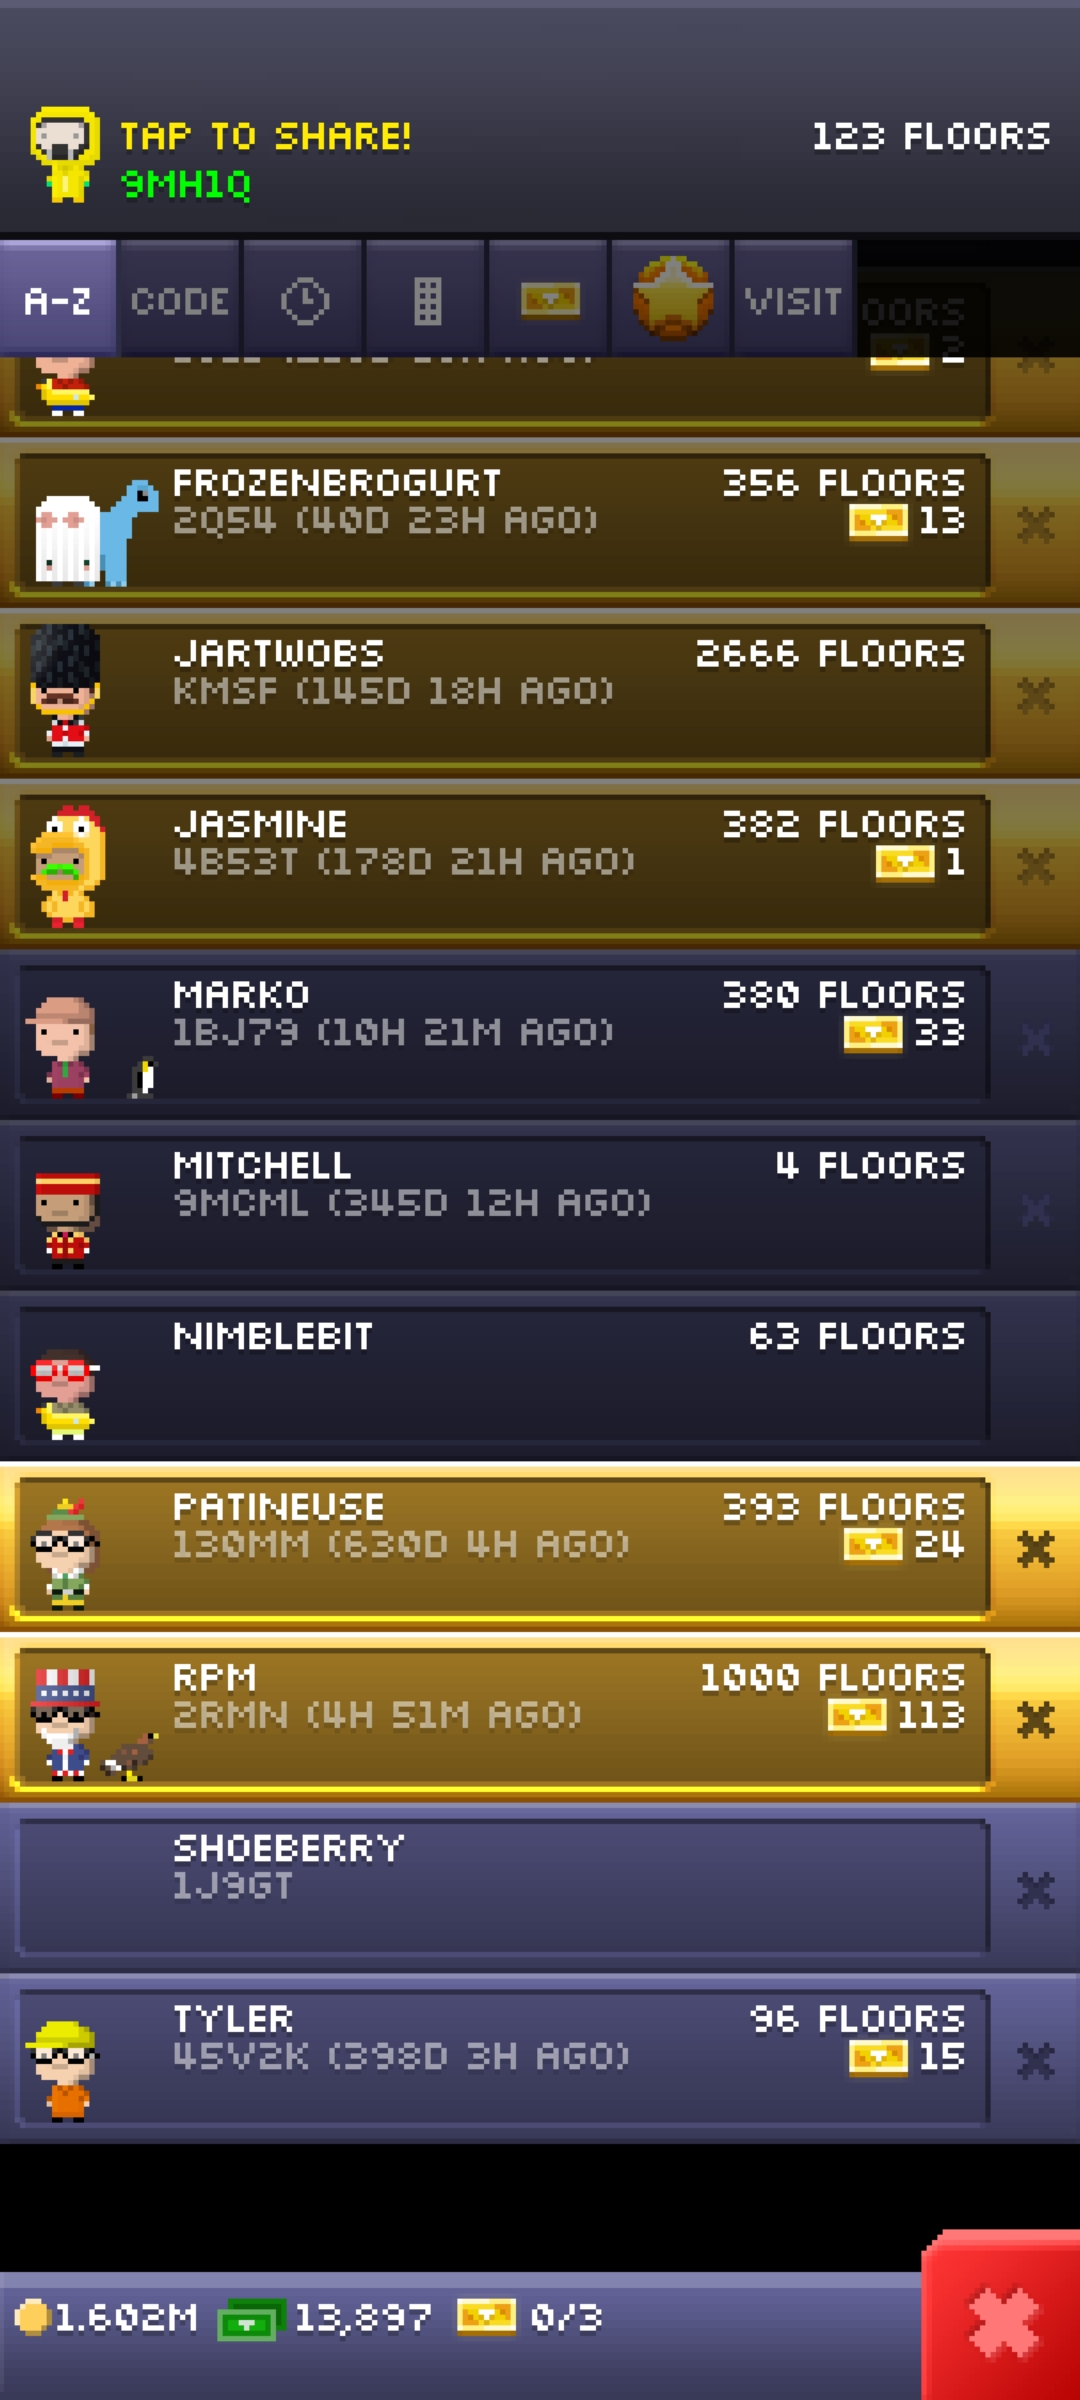 TAP TO SHARE!
123 FLOORS
9MH1Q
A-Z CODE VISIT
2
FROZENBROGURT 356 FLOORS
2Q54 (40D 23H AGO) 13
JARTWOBS 2666 FLOORS
KMSF (145D 18H AGO)
JASMINE 382 FLOORS
4B53T (178D 21H AGO) 1
MARKO 380 FLOORS
1BJ79 (10H 21M AGO) 33
MITCHELL 4 FLOORS
9MCML (345D 12H AGO)
NIMBLEBIT 63 FLOORS
PATINEUSE 393 FLOORS
130MM (630D 4H AGO) 24
RPM 1000 FLOORS
2RMN (4H 51M AGO) 113
SHOEBERRY
1J9GT
TYLER 96 FLOORS
45V2K (398D 3H AGO) 15
1.602M 13,897 0/3